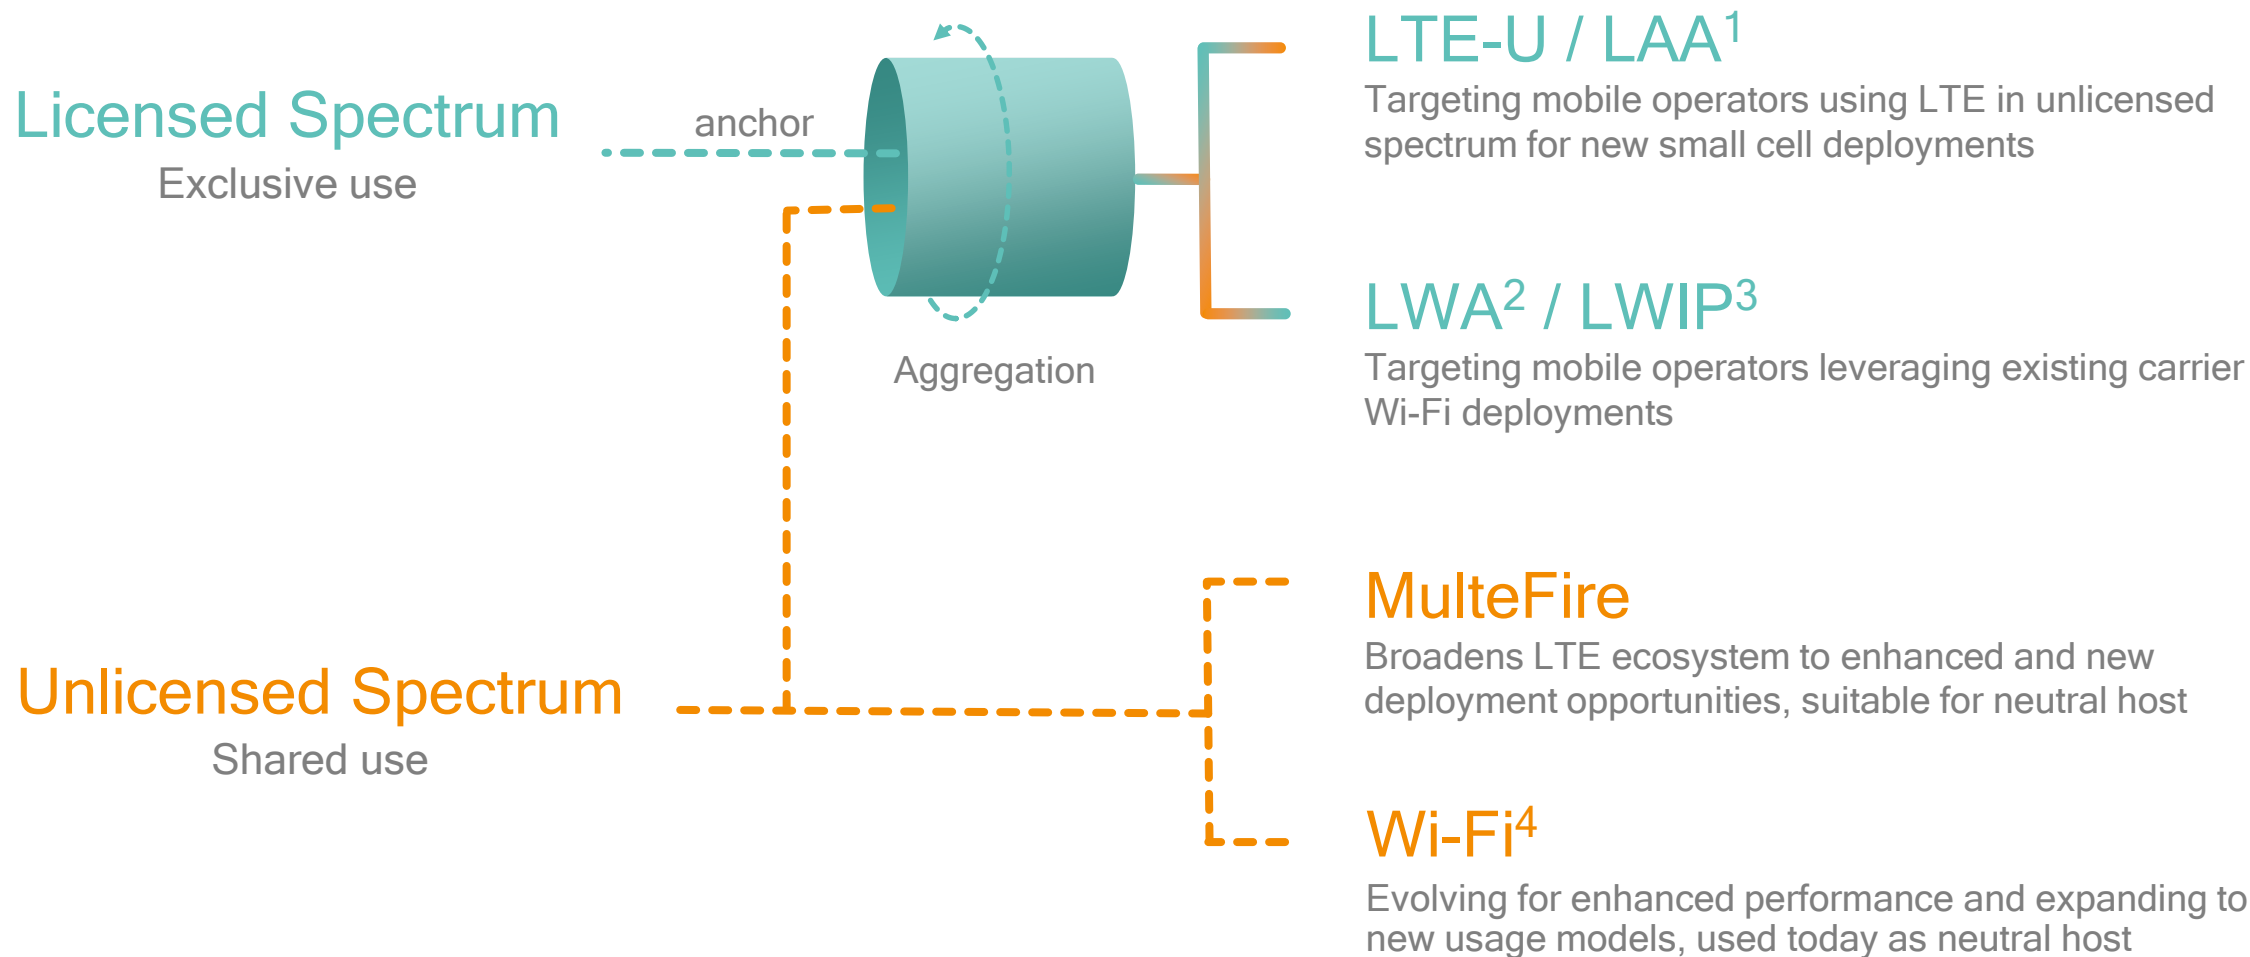 Licensed Spectrum
Exclusive use
anchor
Aggregation
LTE-U / LAA¹
Targeting mobile operators using LTE in unlicensed
spectrum for new small cell deployments
LWA² / LWIP³
Targeting mobile operators leveraging existing carrier
Wi-Fi deployments
Unlicensed Spectrum
Shared use
MulteFire
Broadens LTE ecosystem to enhanced and new
deployment opportunities, suitable for neutral host
Wi-Fi⁴
Evolving for enhanced performance and expanding to
new usage models, used today as neutral host